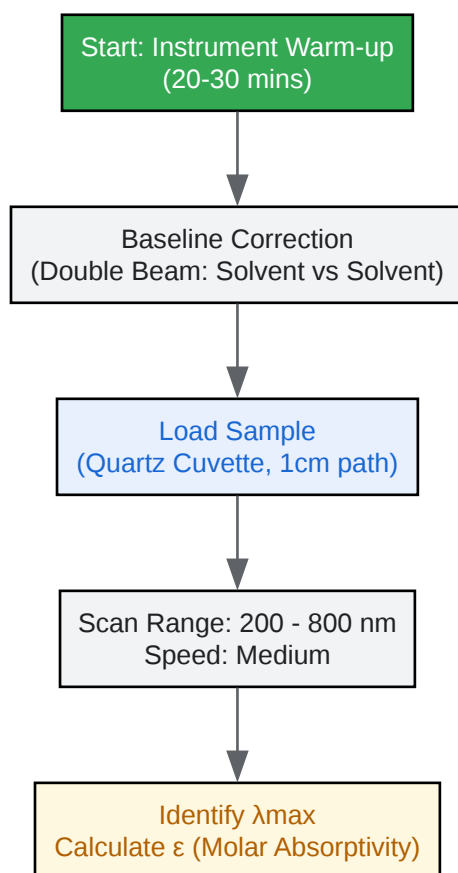 Start: Instrument Warm-up
(20-30 mins)
Baseline Correction
(Double Beam: Solvent vs Solvent)
Load Sample
(Quartz Cuvette, 1cm path)
Scan Range: 200 - 800 nm
Speed: Medium
Identify λmax
Calculate ε (Molar Absorptivity)